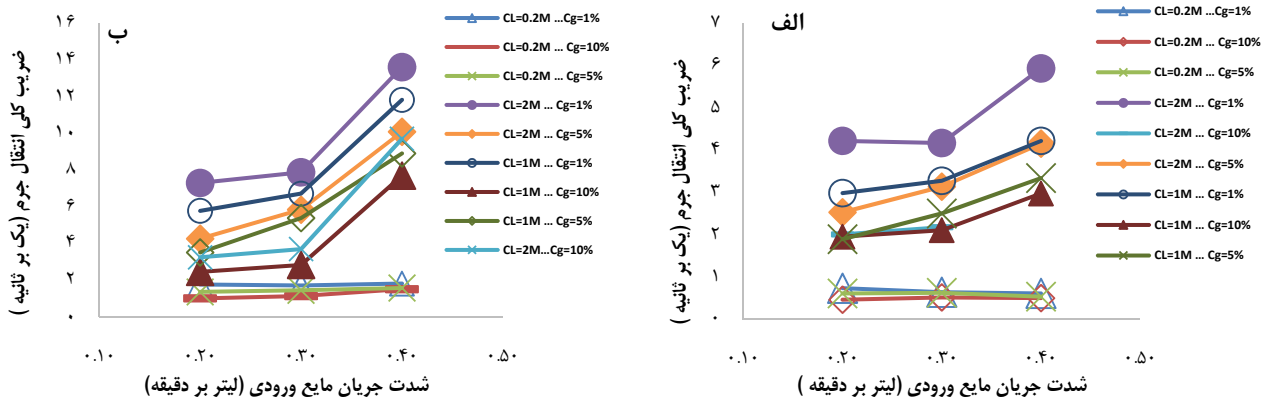 الف
ضریب کلی انتقال جرم (یک بر ثانیه )
۷
۶
۵
۴
۳
۲
۱
۰
۰.۱۰
۰.۲۰
۰.۳۰
۰.۴۰
۰.۵۰
شدت جریان مایع ورودی (لیتر بر دقیقه )
CL=0.2M ...Cg=1%
CL=0.2M ... Cg=10%
CL=0.2M ... Cg=5%
CL=2M ... Cg=1%
CL=2M ... Cg=10%
CL=2M ... Cg=5%
CL=1M ... Cg=1%
CL=1M ... Cg=10%
CL=1M ... Cg=5%
ب
ضریب کلی انتقال جرم (یک بر ثانیه )
۱۶
۱۴
۱۲
۱۰
۸
۶
۴
۲
۰
۰.۱۰
۰.۲۰
۰.۳۰
۰.۴۰
۰.۵۰
شدت جریان مایع ورودی (لیتر بر دقیقه)
CL=0.2M ... Cg=1%
CL=0.2M ... Cg=10%
CL=0.2M ... Cg=5%
CL=2M ... Cg=1%
CL=2M ... Cg=5%
CL=1M ... Cg=1%
CL=1M ... Cg=10%
CL=1M ... Cg=5%
CL=2M...Cg=10%